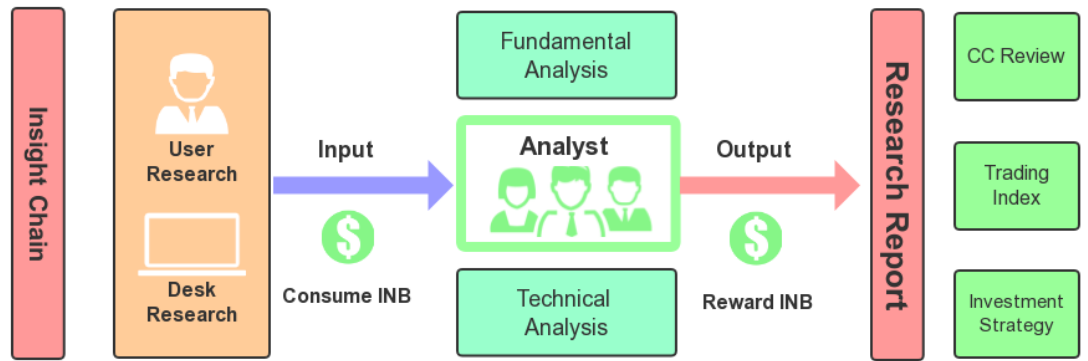 Insight Chain
User
Research
Desk
Research
Input
$
Consume INB
Fundamental
Analysis
Analyst
Technical
Analysis
Output
$
Reward INB
Research Report
CC Review
Trading
Index
Investment
Strategy